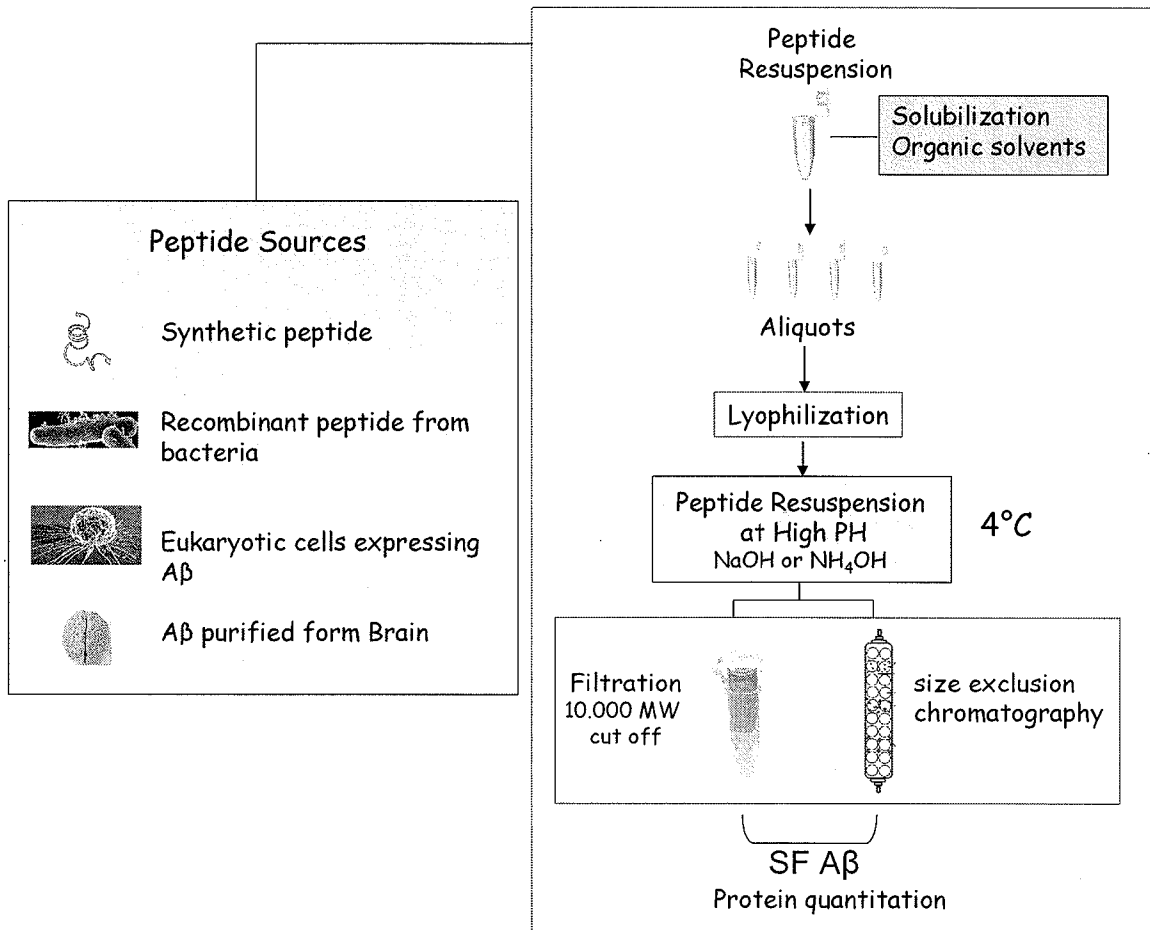 Peptide Sources
Synthetic peptide
Recombinant peptide from
bacteria
Eukaryotic cells expressing
Aβ
Aβ purified form Brain
Peptide
Resuspension
Solubilization
Organic solvents
Aliquots
Lyophilization
Peptide Resuspension
at High PH
NaOH or NH₄OH
4°C
Filtration
10.000 MW
cut off
size exclusion
chromatography
SF Aβ
Protein quantitation